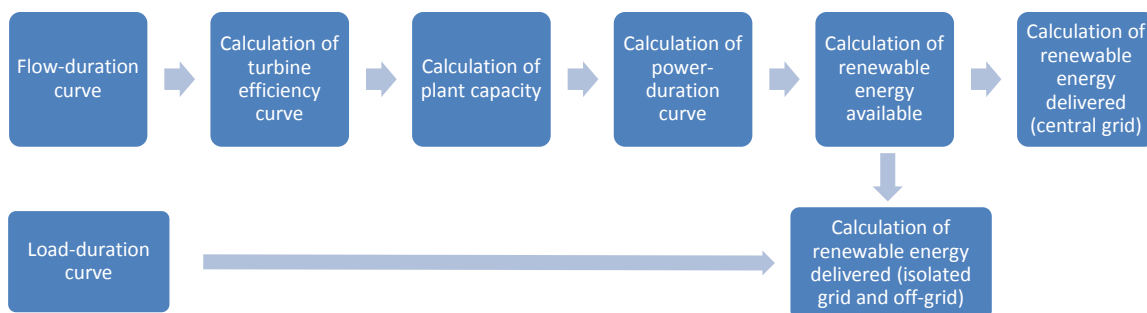 Flow-duration
curve
Calculation of
turbine
efficiency
curve
Calculation of
plant capacity
Calculation of
power-
duration
curve
Calculation of
renewable
energy
available
Calculation of
renewable
energy
delivered
(central grid)
Load-duration
curve
Calculation of
renewable energy
delivered (isolated
grid and off-grid)